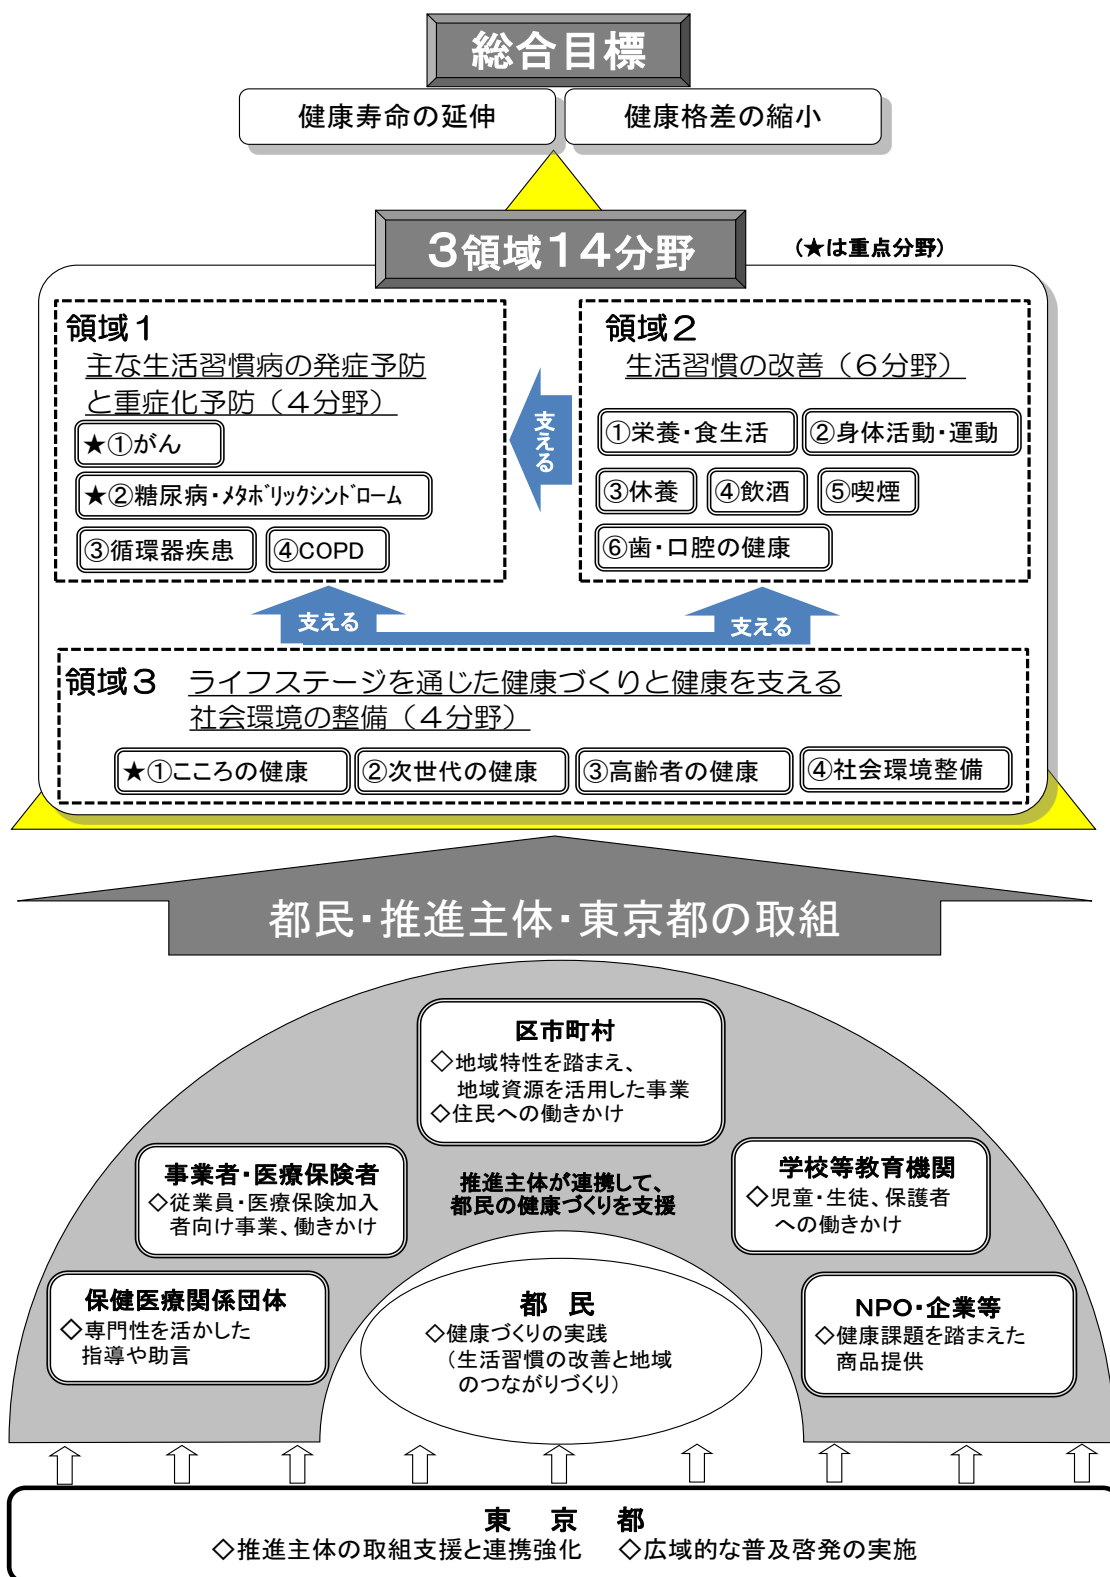 総合目標
健康寿命の延伸
健康格差の縮小
3領域14分野
(★は重点分野)
領域1
主な生活習慣病の発症予防
と重症化予防（4分野）
★①がん
★②糖尿病・ﾒﾀﾎﾞﾘｯｸｼﾝﾄﾞﾛｰﾑ
③循環器疾患
④COPD
支える
領域2
生活習慣の改善（6分野）
①栄養・食生活
②身体活動・運動
③休養
④飲酒
⑤喫煙
⑥歯・口腔の健康
支える
支える
領域3 ライフステージを通じた健康づくりと健康を支える
社会環境の整備（4分野）
★①こころの健康
②次世代の健康
③高齢者の健康
④社会環境整備
都民・推進主体・東京都の取組
区市町村
◇地域特性を踏まえ、
地域資源を活用した事業
◇住民への働きかけ
事業者・医療保険者
◇従業員・医療保険加入
者向け事業、働きかけ
推進主体が連携して、
都民の健康づくりを支援
学校等教育機関
◇児童・生徒、保護者
への働きかけ
保健医療関係団体
◇専門性を活かした
指導や助言
都 民
◇健康づくりの実践
（生活習慣の改善と地域
のつながりづくり）
NPO・企業等
◇健康課題を踏まえた
商品提供
東 京 都
◇推進主体の取組支援と連携強化 ◇広域的な普及啓発の実施